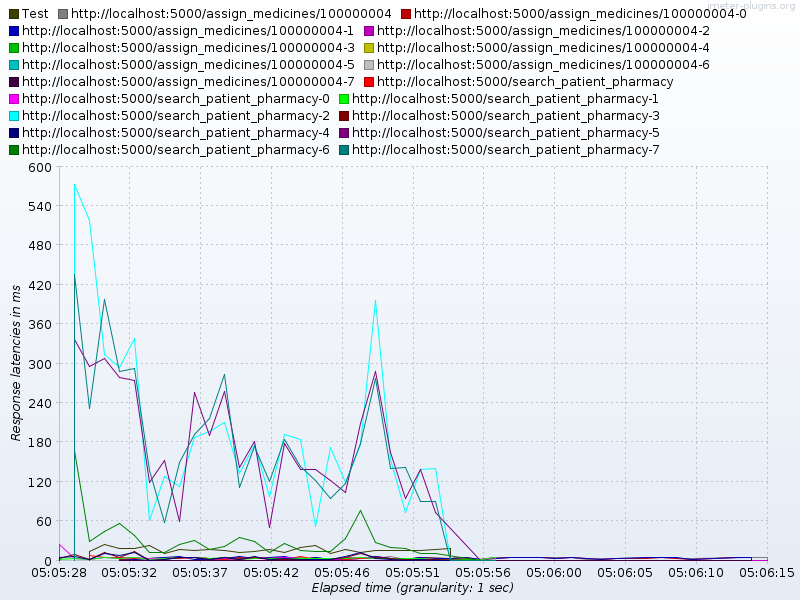 jmeter-plugins.org
Test http://localhost:5000/assign_medicines/100000004 http://localhost:5000/assign_medicines/100000004-0
http://localhost:5000/assign_medicines/100000004-1 http://localhost:5000/assign_medicines/100000004-2
http://localhost:5000/assign_medicines/100000004-3 http://localhost:5000/assign_medicines/100000004-4
http://localhost:5000/assign_medicines/100000004-5 http://localhost:5000/assign_medicines/100000004-6
http://localhost:5000/assign_medicines/100000004-7 http://localhost:5000/search_patient_pharmacy
http://localhost:5000/search_patient_pharmacy-0 http://localhost:5000/search_patient_pharmacy-1
http://localhost:5000/search_patient_pharmacy-2 http://localhost:5000/search_patient_pharmacy-3
http://localhost:5000/search_patient_pharmacy-4 http://localhost:5000/search_patient_pharmacy-5
http://localhost:5000/search_patient_pharmacy-6 http://localhost:5000/search_patient_pharmacy-7
600
540
480
420
360
300
240
180
120
60
0
Response latencies in ms
05:05:28 05:05:32 05:05:37 05:05:42 05:05:46 05:05:51 05:05:56 05:06:00 05:06:05 05:06:10 05:06:15
Elapsed time (granularity: 1 sec)